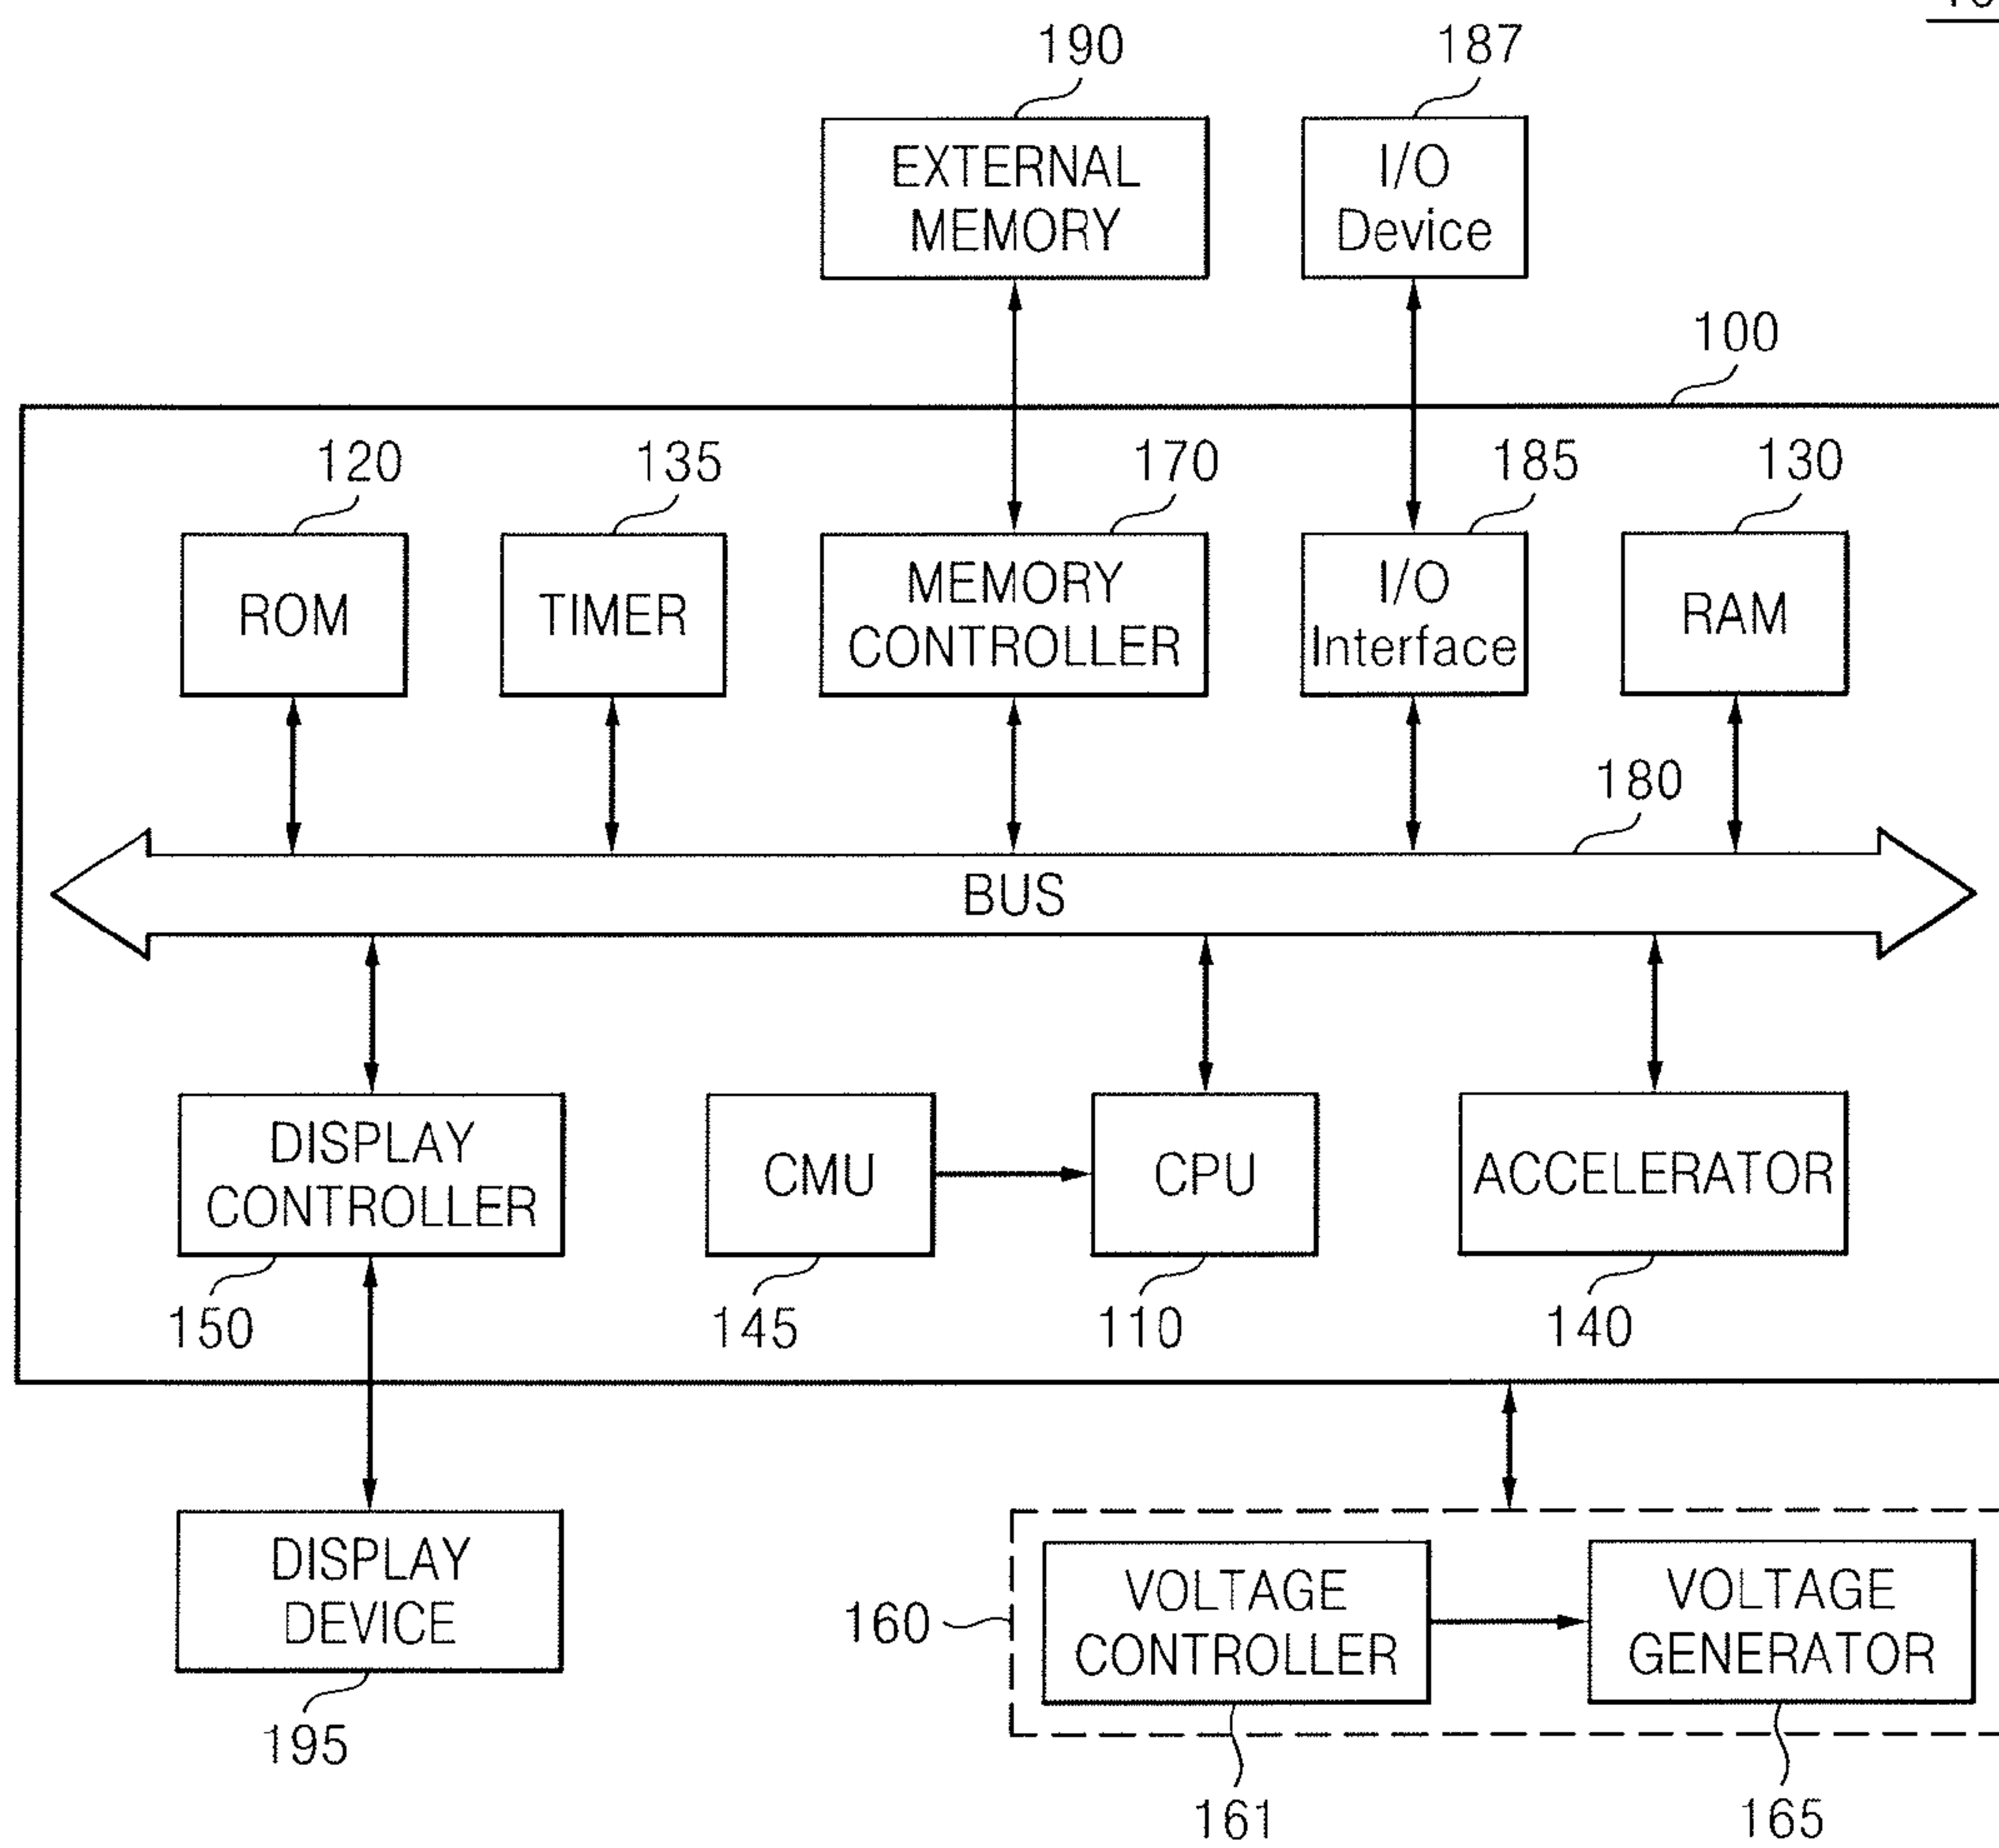 190
187
EXTERNAL
MEMORY
I/O
Device
100
120
135
170
185
130
ROM
TIMER
MEMORY
CONTROLLER
I/O
Interface
RAM
180
BUS
DISPLAY
CONTROLLER
CMU
CPU
ACCELERATOR
150
145
110
140
DISPLAY
DEVICE
160
VOLTAGE
CONTROLLER
VOLTAGE
GENERATOR
195
161
165